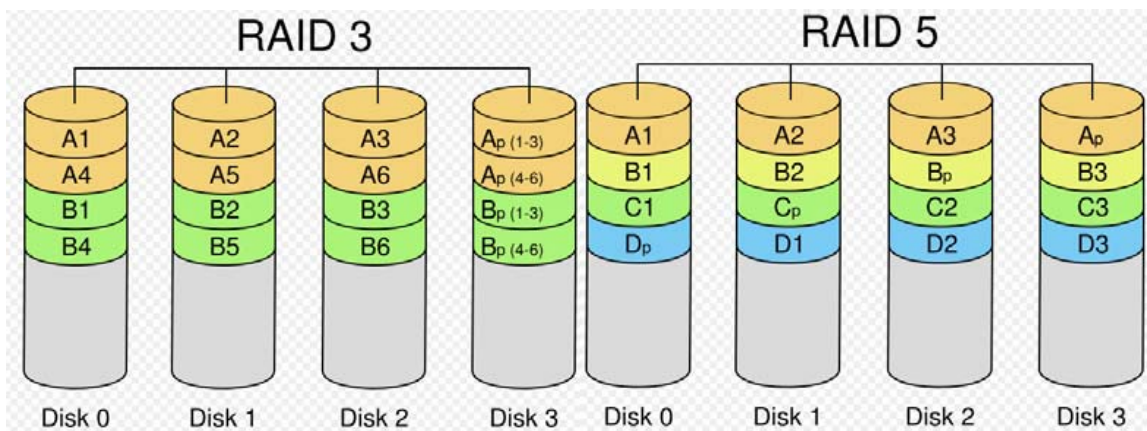 RAID 3
A1 A2 A3 Ap (1-3)
A4 A5 A6 Ap (4-6)
B1 B2 B3 Bp (1-3)
B4 B5 B6 Bp (4-6)
Disk 0 Disk 1 Disk 2 Disk 3
RAID 5
A1 A2 A3 Ap
B1 B2 Bp B3
C1 Cp C2 C3
Dp D1 D2 D3
Disk 0 Disk 1 Disk 2 Disk 3